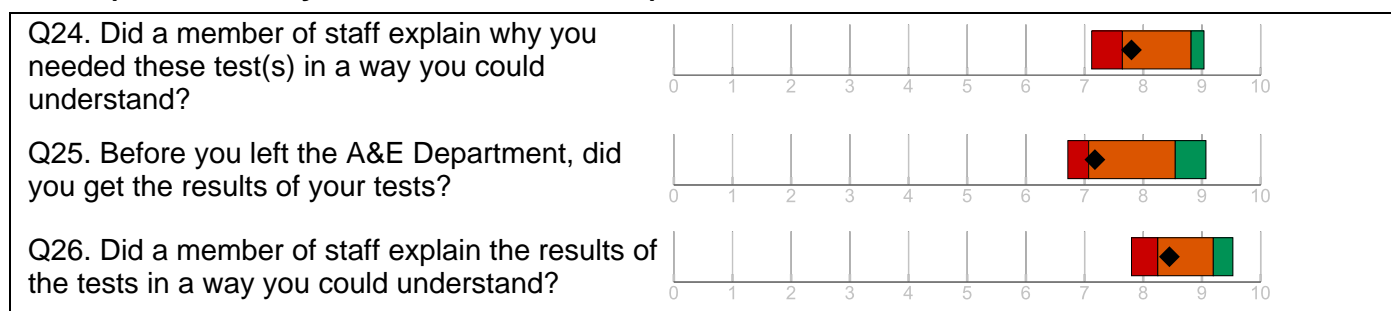 Q24. Did a member of staff explain why you
needed these test(s) in a way you could
understand?
0 1 2 3 4 5 6 7 8 9 10
Q25. Before you left the A&E Department, did
you get the results of your tests?
0 1 2 3 4 5 6 7 8 9 10
Q26. Did a member of staff explain the results of
the tests in a way you could understand?
0 1 2 3 4 5 6 7 8 9 10